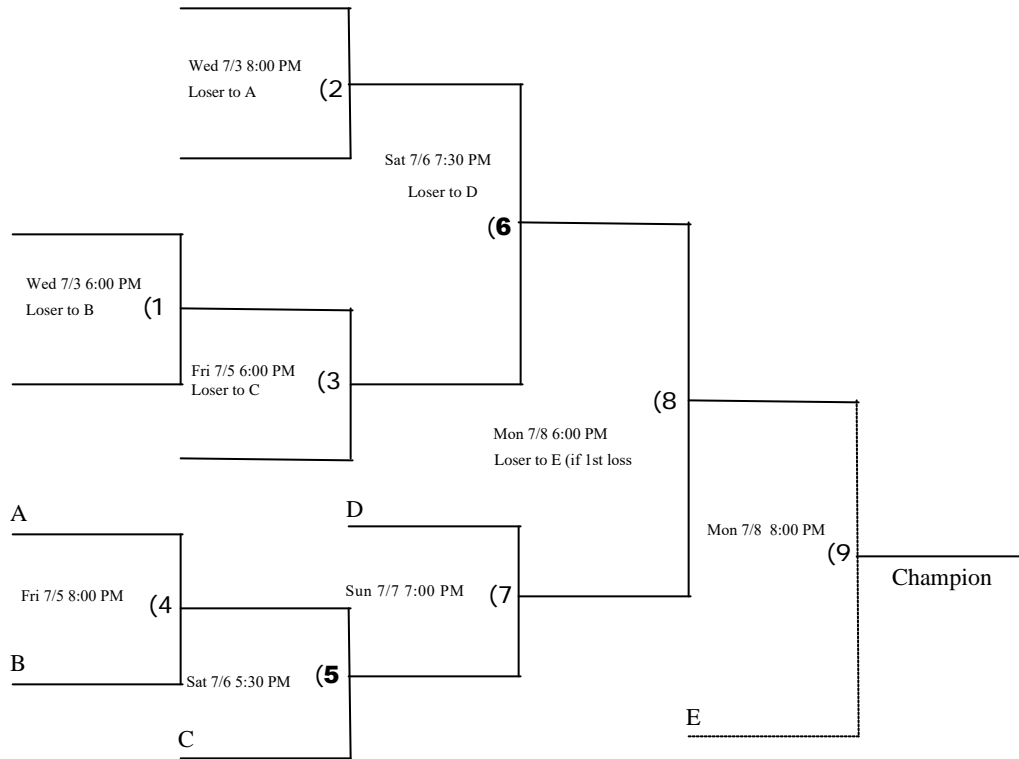 Wed 7/3 8:00 PM
Loser to A
(2
Sat 7/6 7:30 PM
Loser to D
(6
Wed 7/3 6:00 PM
Loser to B
(1
Fri 7/5 6:00 PM
Loser to C
(3
(8
Mon 7/8 6:00 PM
Loser to E (if 1st loss
A
D
Mon 7/8 8:00 PM
(9
Champion
Fri 7/5 8:00 PM
(4
Sun 7/7 7:00 PM
(7
B
Sat 7/6 5:30 PM
(5
C
E